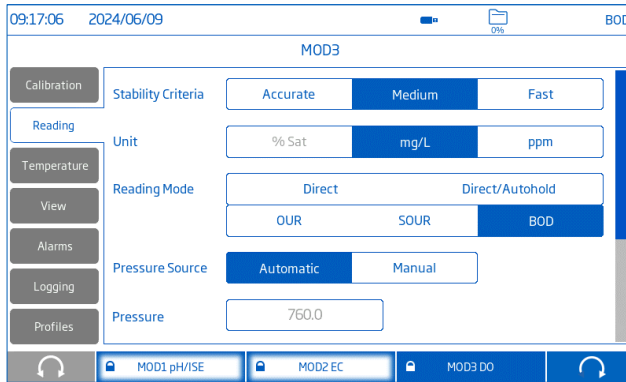 09:17:06 2024/06/09 0% BOD
MOD3
Calibration
Reading
Temperature
View
Alarms
Logging
Profiles
Stability Criteria Accurate Medium Fast
Unit % Sat mg/L ppm
Reading Mode Direct Direct/Autohold
OUR SOUR BOD
Pressure Source Automatic Manual
Pressure 760.0
MOD1 pH/ISE MOD2 EC MOD3 DO